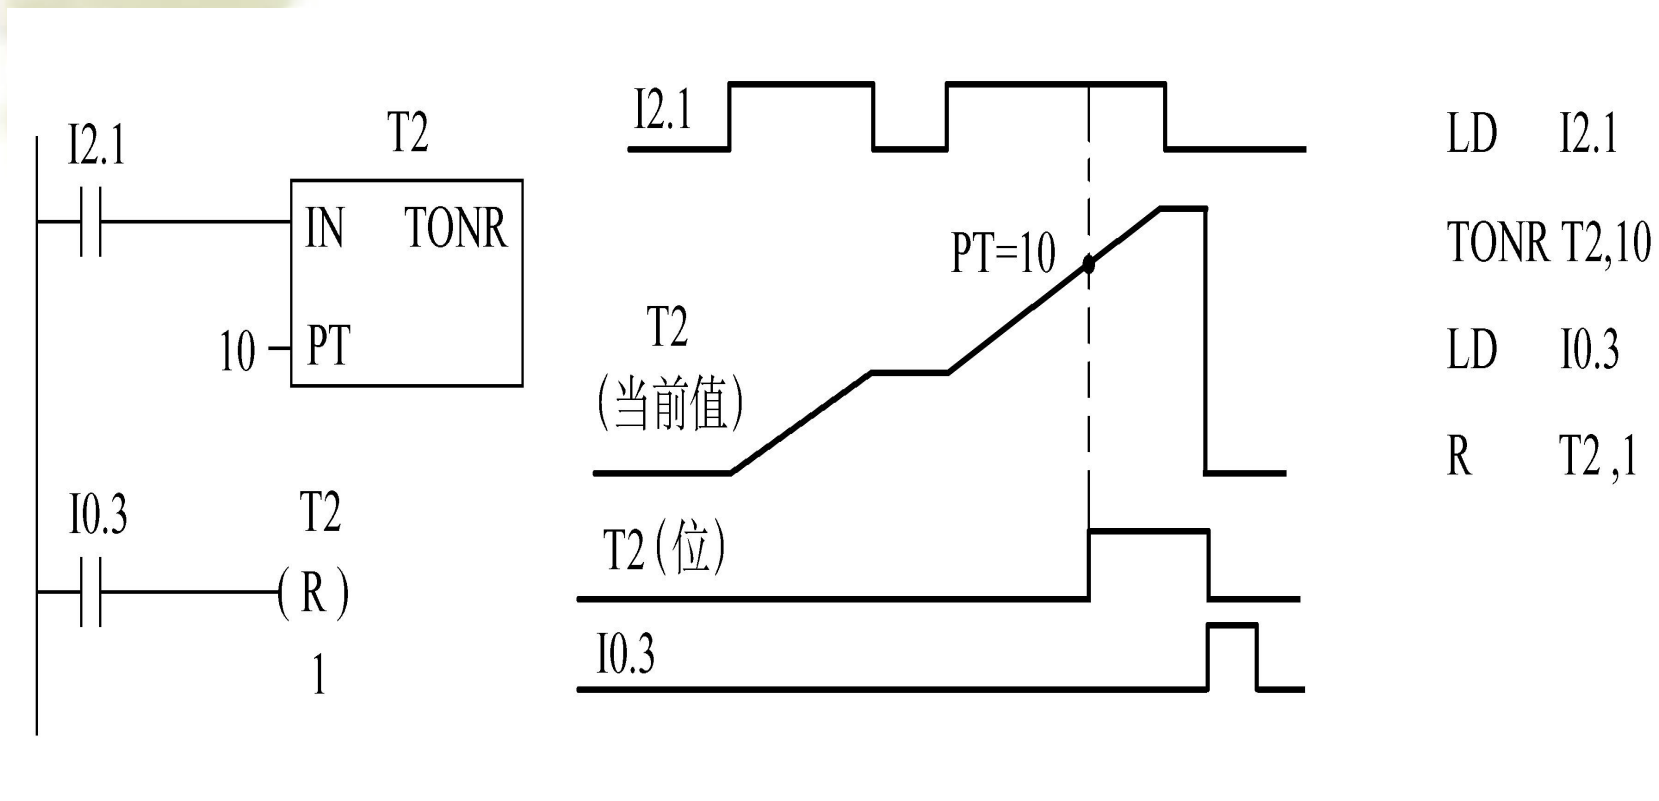 I2.1
T2
IN TONR
10 PT
I0.3
T2
( R )
1
I2.1
PT=10
T2
(当前值)
T2(位)
I0.3
LD I2.1
TONR T2,10
LD I0.3
R T2 ,1